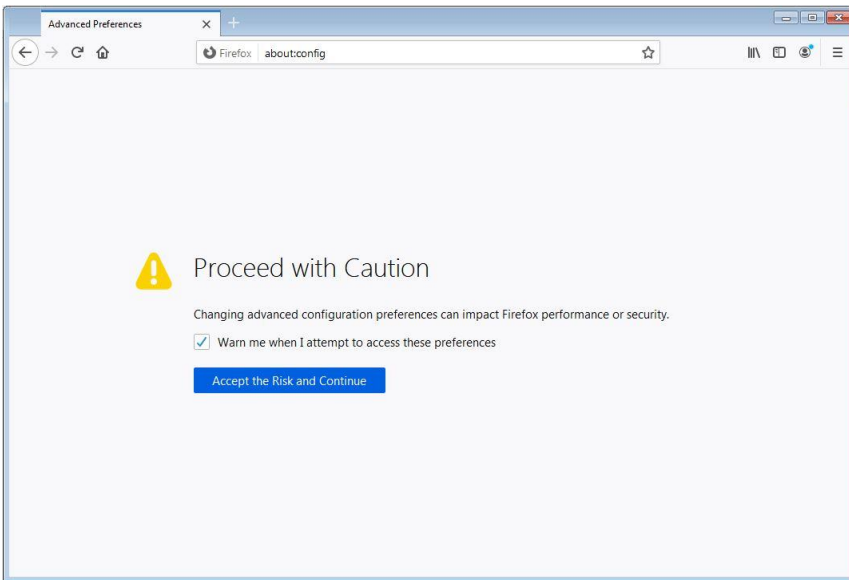 Advanced Preferences
Firefox about:config
Proceed with Caution
Changing advanced configuration preferences can impact Firefox performance or security.
Warn me when I attempt to access these preferences
Accept the Risk and Continue